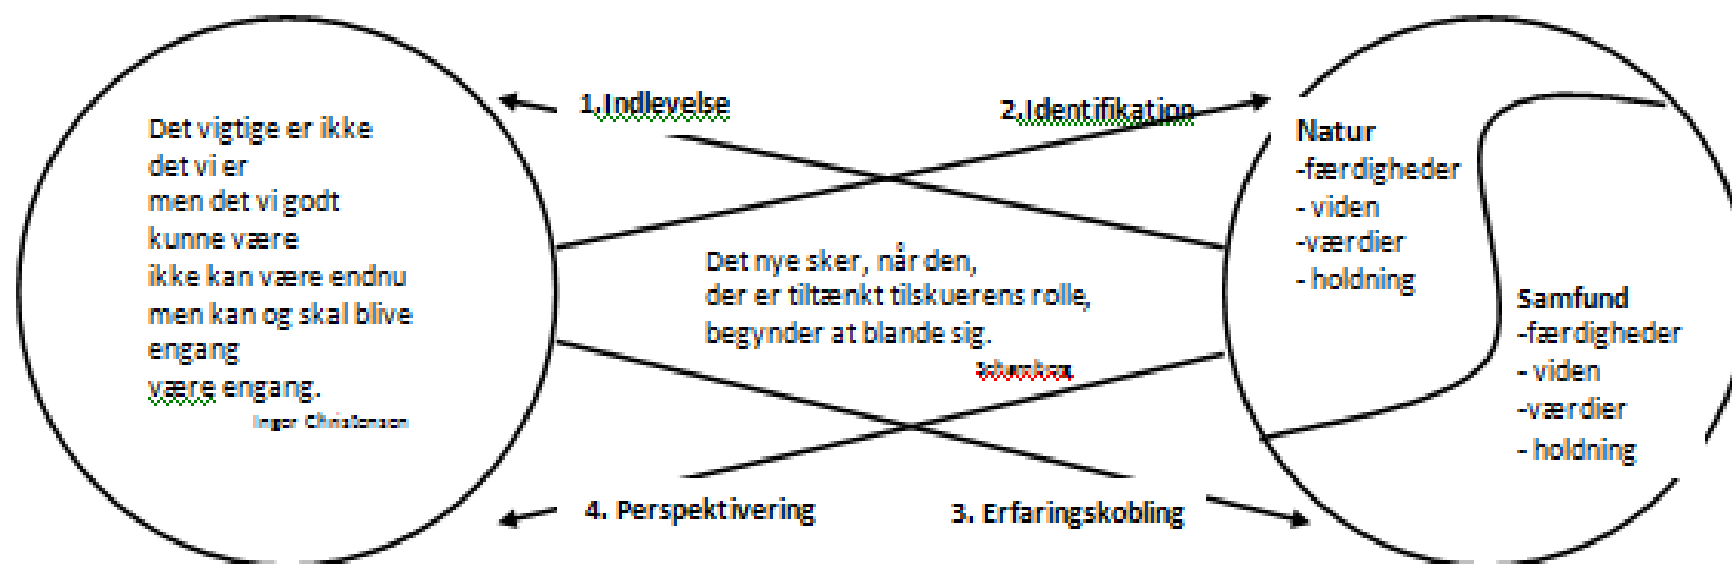 Det vigtige er ikke
det vi er
men det vi godt
kunne være
ikke kan være endnu
men kan og skal blive
engang
være engang.
Inger Christensen
1.Indlevelse
2.Identifikation
Det nye sker, når den,
der er tiltænkt tilskuerens rolle,
begynder at blande sig.
4. Perspektivering
3. Erfaringskobling
Natur
-færdigheder
- viden
-værdier
- holdning
Samfund
-færdigheder
- viden
-værdier
- holdning